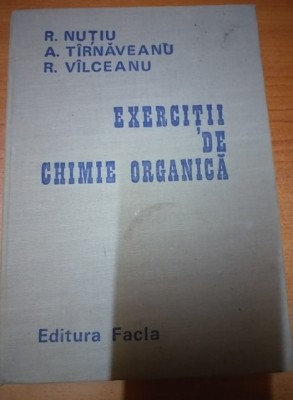 R. NUȚIU
A. TÎRNĂVEANU
R. VÎLCEANU
EXERCIȚII
DE
CHIMIE ORGANICĂ
Editura Facla